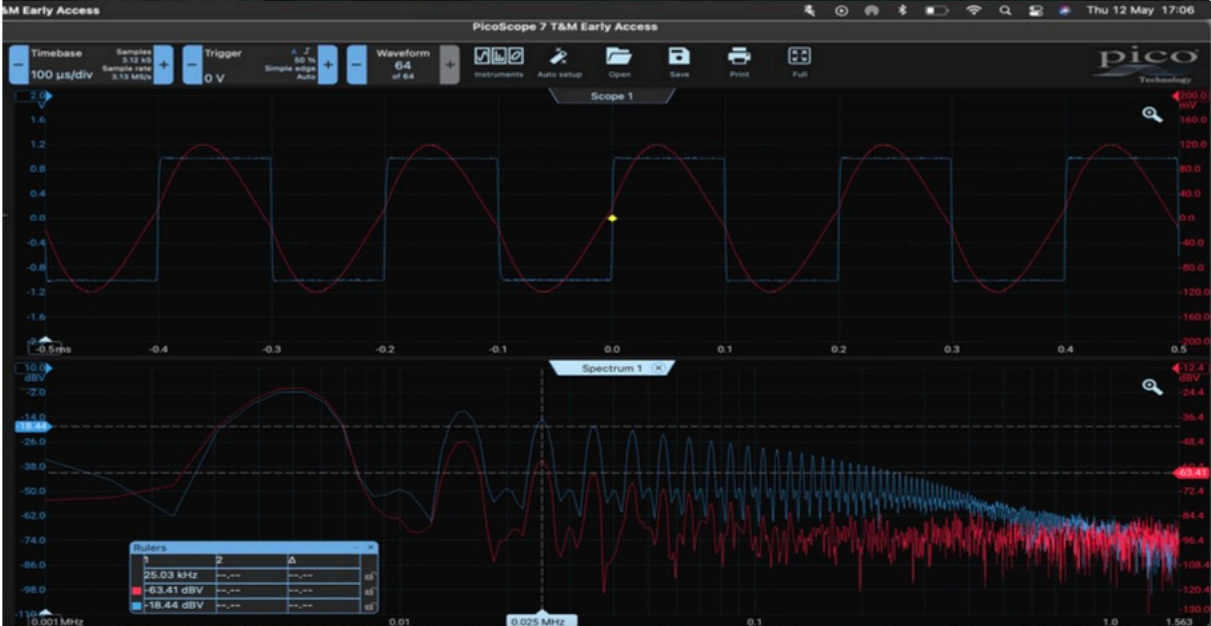 &M Early Access
Thu 12 May 17:06
PicoScope 7 T&M Early Access
Timebase
Samples
3.12 kS
Sample rate
3.13 MS/s
100 µs/div
Trigger
50 %
Simple edge
Auto
0 V
Waveform
64
of 64
Instruments
Auto setup
Open
Save
Print
Full
pico
Technology
Scope 1
2.0
V
1.6
1.2
0.8
0.4
0.0
-0.4
-0.8
-1.2
-1.6
200.0
mV
160.0
120.0
80.0
40.0
0.0
-40.0
-80.0
-120.0
-160.0
-200.0
-0.5 ms
-0.4
-0.3
-0.2
-0.1
0.0
0.1
0.2
0.3
0.4
0.5
Spectrum 1
10.0
dBV
-2.0
-14.0
-18.44
-26.0
-38.0
-50.0
-62.0
-74.0
-86.0
-98.0
12.4
dBV
-24.4
-36.4
-48.4
-63.41
-72.4
-84.4
-96.4
-108.4
-120.4
-130.0
Rulers
1 2 Δ
25.03 kHz --.-- --.--
-63.41 dBV --.-- --.--
-18.44 dBV --.-- --.--
0.001 MHz
0.01
0.025 MHz
0.1
1.0
1.563